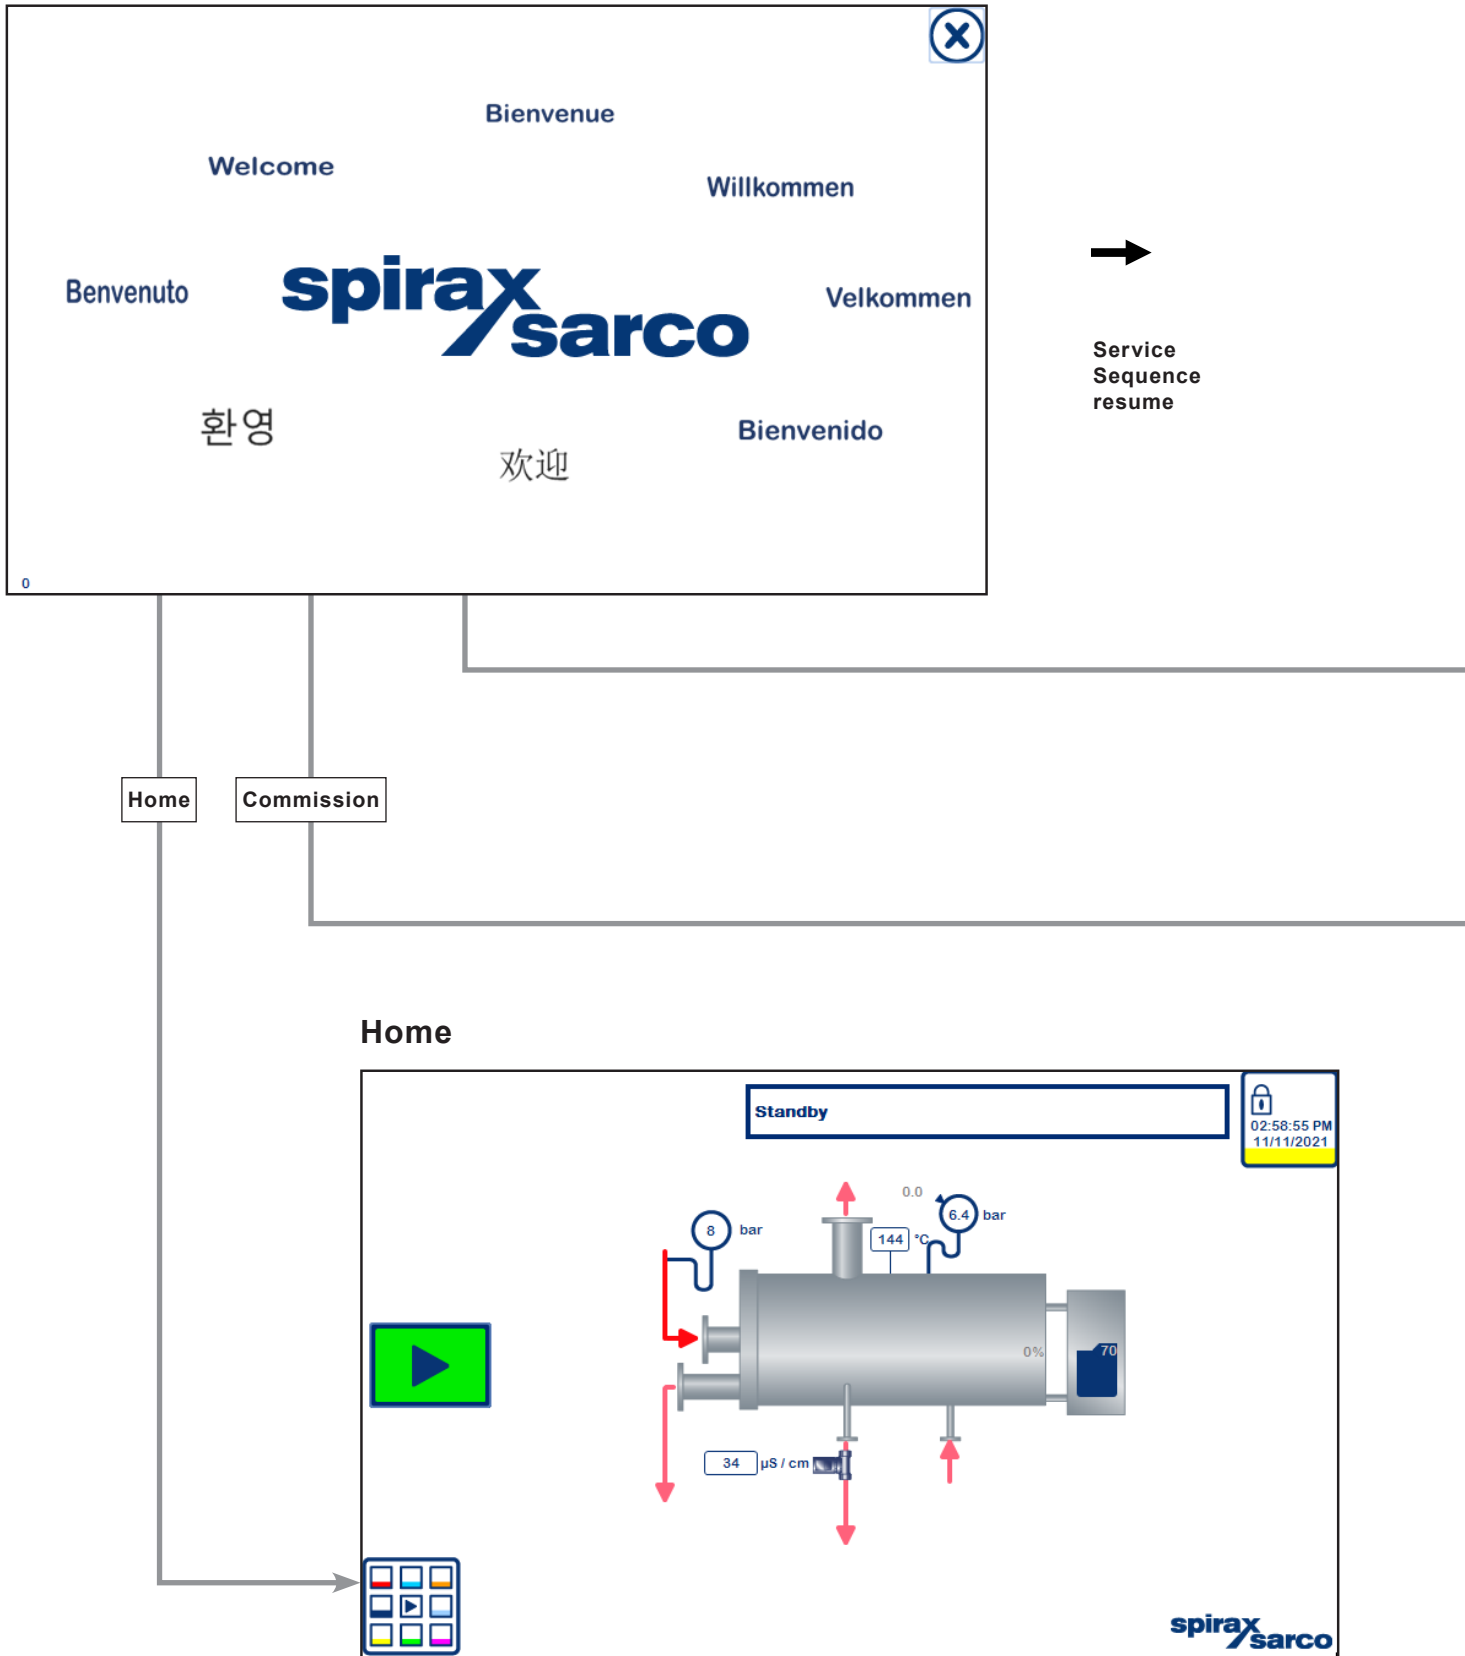 Bienvenue
Welcome
Willkommen
Benvenuto
spirax
sarco
Velkommen
환영
欢迎
Bienvenido
0
Service
Sequence
resume
Home
Commission
Home
Standby
02:58:55 PM
11/11/2021
0.0
8 bar
6.4 bar
144 °C
0%
70
34 µS / cm
spirax
sarco